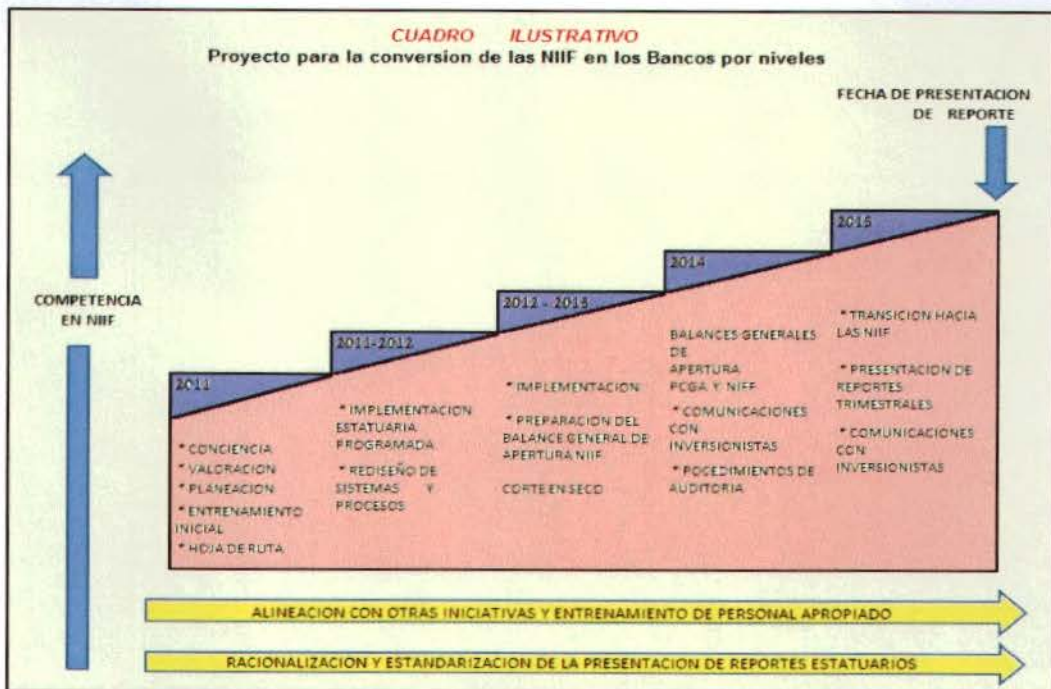 CUADRO ILUSTRATIVO
Proyecto para la conversion de las NIIF en los Bancos por niveles
FECHA DE PRESENTACION
DE REPORTE
COMPETENCIA
EN NIIF
2011
* CONCIENCIA
* VALORACION
* PLANEACION
* ENTRENAMIENTO
INICIAL
* HOJA DE RUTA
2011-2012
* IMPLEMENTACION
ESTATUARIA
PROGRAMADA
* REDISEÑO DE
SISTEMAS Y
PROCESOS
2012 - 2013
* IMPLEMENTACION
* PREPARACION DEL
BALANCE GENERAL DE
APERTURA NIIF
CORTE EN SECO
2014
BALANCES GENERALES
DE
APERTURA
PCGA Y NIFF
* COMUNICACIONES
CON
INVERSIONISTAS
* POCEDIMIENTOS DE
AUDITORIA
2015
* TRANSICION HACIA
LAS NIIF
* PRESENTACION DE
REPORTES
TRIMESTRALES
* COMUNICACIONES
CON
INVERSIONISTAS
ALINEACION CON OTRAS INICIATIVAS Y ENTRENAMIENTO DE PERSONAL APROPIADO
RACIONALIZACION Y ESTANDARIZACION DE LA PRESENTACION DE REPORTES ESTATUARIOS